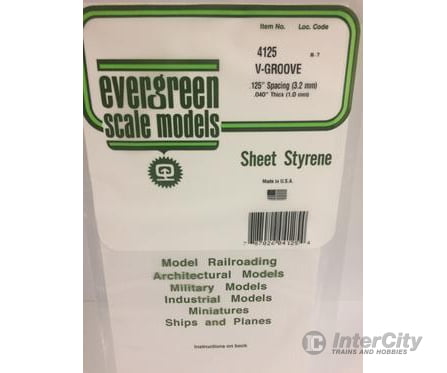 Item No. Loc. Code
4125 B-7
V-GROOVE
.125" Spacing (3.2 mm)
.040" Thick (1.0 mm)
evergreen
scale models
Sheet Styrene
Made in U.S.A.
Model Railroading
Architectural Models
Military Models
Industrial Models
Miniatures
Ships and Planes
Instructions on back
InterCity
TRAINS AND HOBBIES